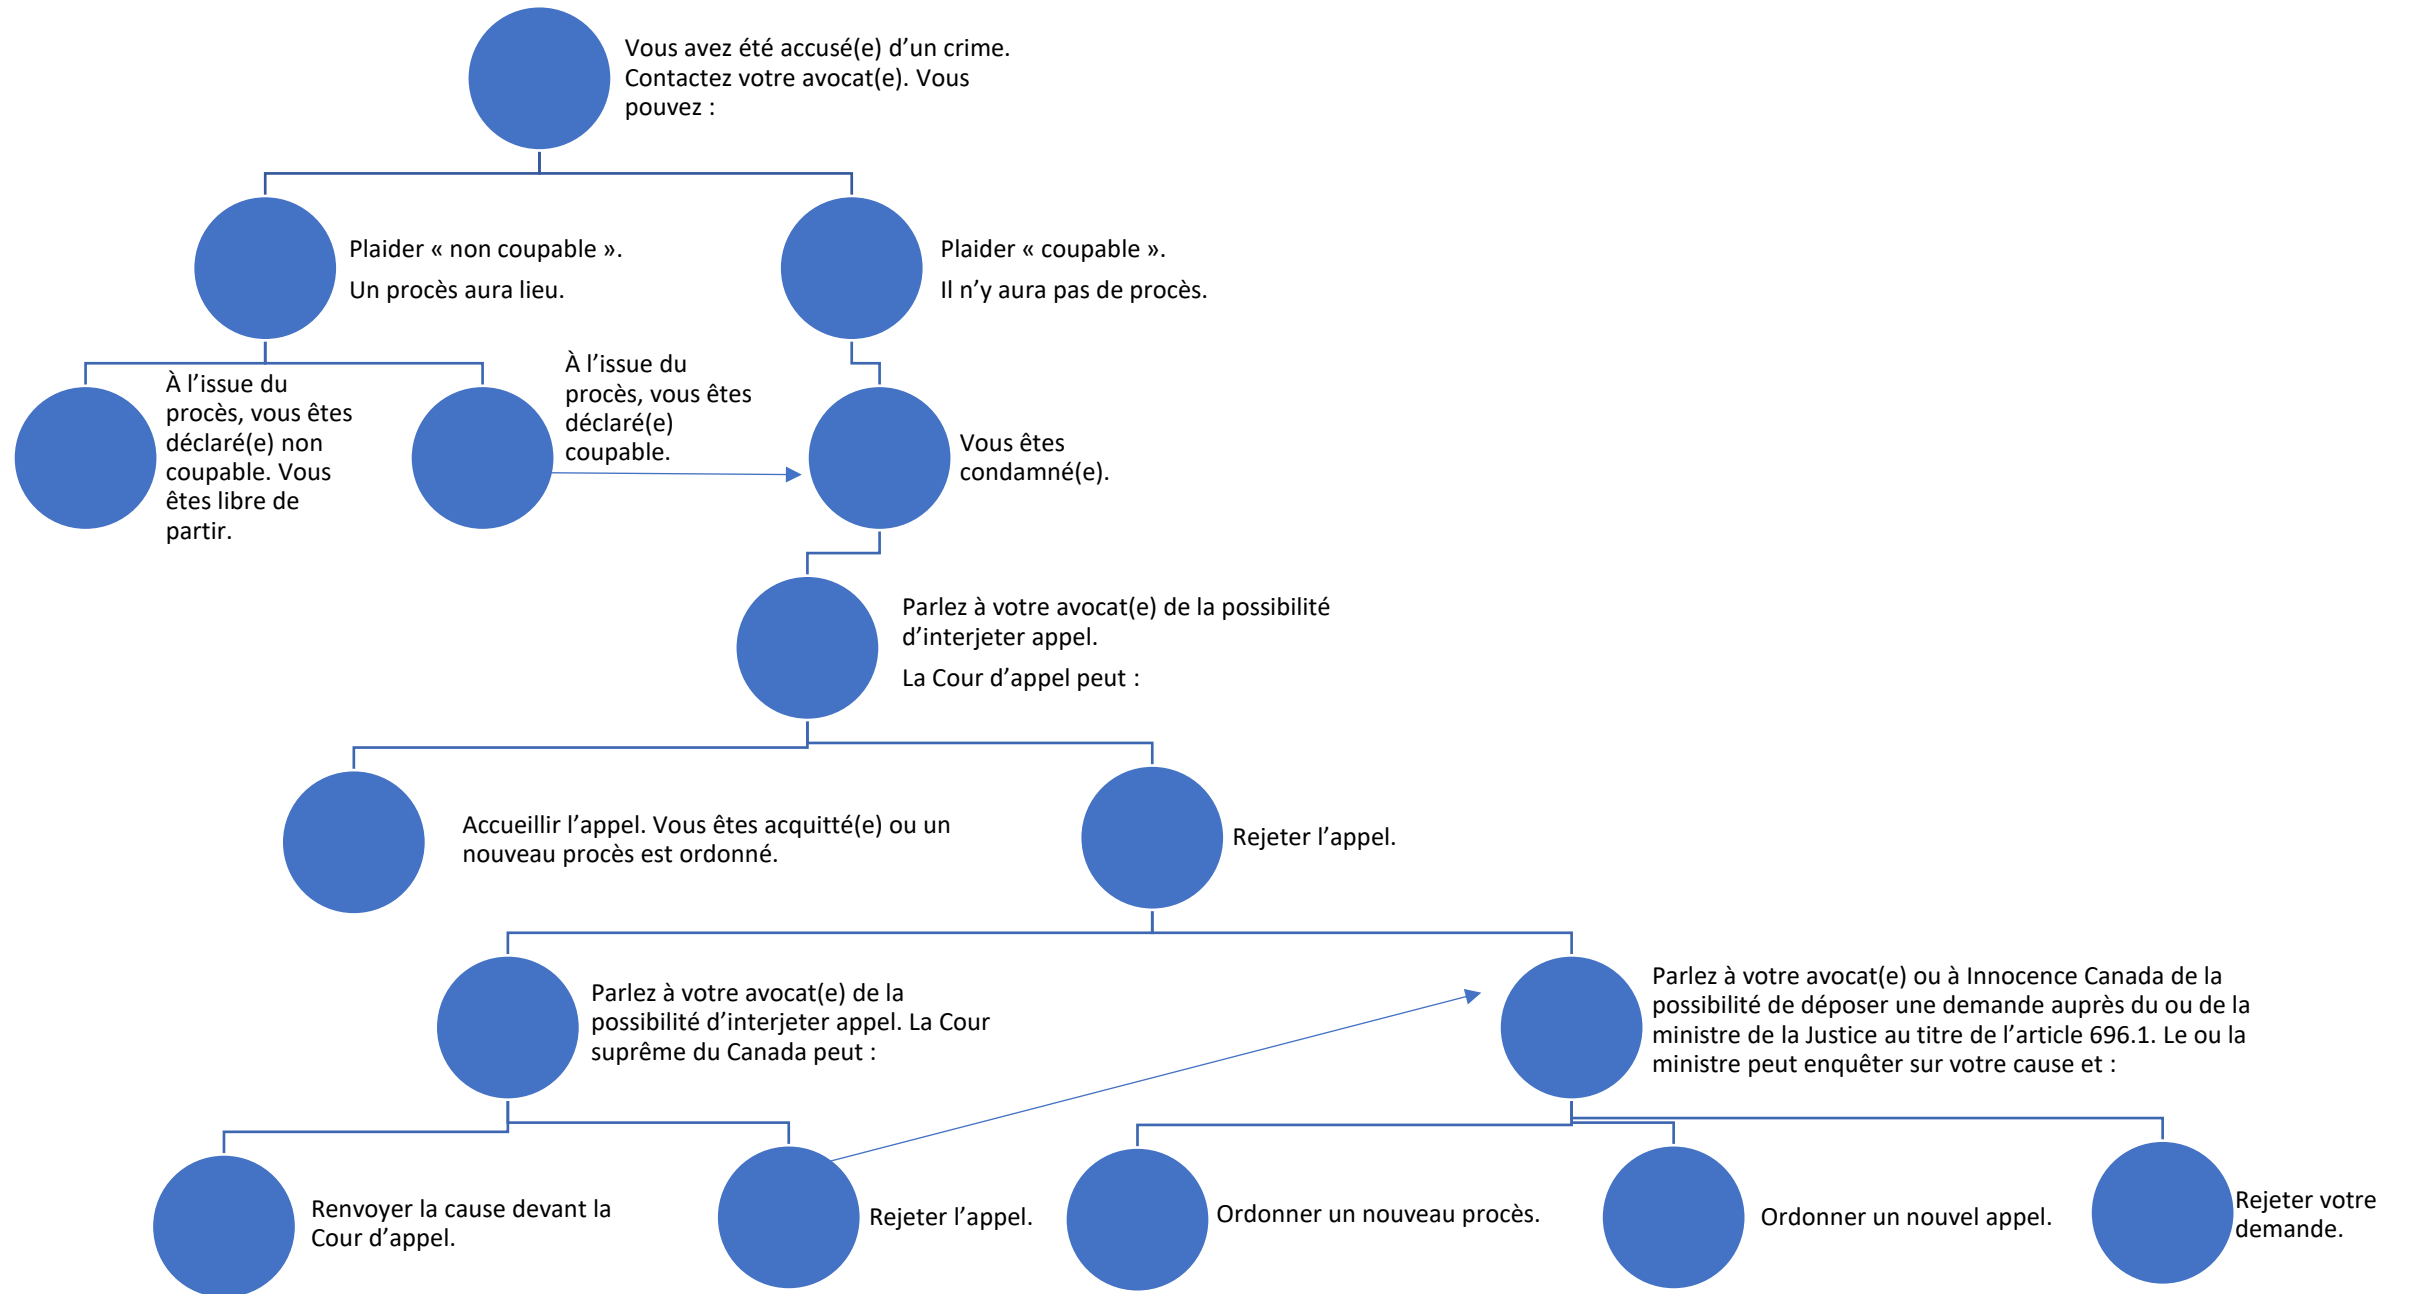 Vous avez été accusé(e) d’un crime.
Contactez votre avocat(e). Vous
pouvez :
Plaider « non coupable ».
Un procès aura lieu.
Plaider « coupable ».
Il n’y aura pas de procès.
À l’issue du
procès, vous êtes
déclaré(e) non
coupable. Vous
êtes libre de
partir.
À l’issue du
procès, vous êtes
déclaré(e)
coupable.
Vous êtes
condamné(e).
Parlez à votre avocat(e) de la possibilité
d’interjeter appel.
La Cour d’appel peut :
Accueillir l’appel. Vous êtes acquitté(e) ou un
nouveau procès est ordonné.
Rejeter l’appel.
Parlez à votre avocat(e) de la
possibilité d’interjeter appel. La Cour
suprême du Canada peut :
Parlez à votre avocat(e) ou à Innocence Canada de la
possibilité de déposer une demande auprès du ou de la
ministre de la Justice au titre de l’article 696.1. Le ou la
ministre peut enquêter sur votre cause et :
Renvoyer la cause devant la
Cour d’appel.
Rejeter l’appel.
Ordonner un nouveau procès.
Ordonner un nouvel appel.
Rejeter votre
demande.